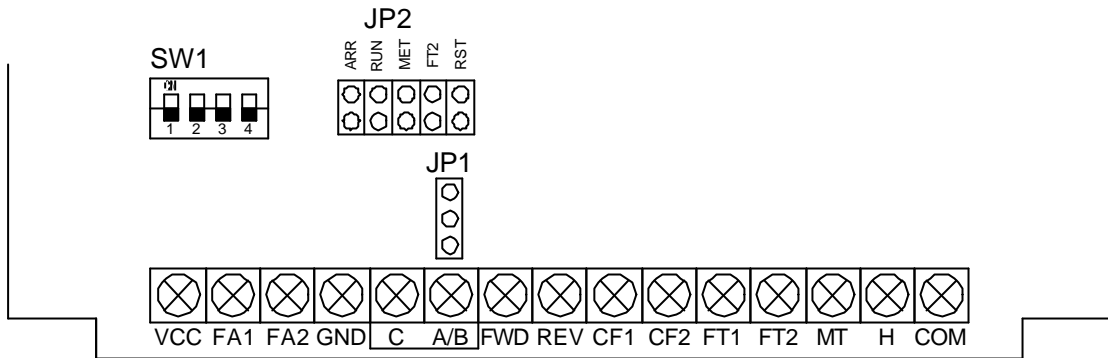 JP2
ARR RUN MET FT2 RST
SW1
ON
1 2 3 4
JP1
VCC FA1 FA2 GND C A/B FWD REV CF1 CF2 FT1 FT2 MT H COM